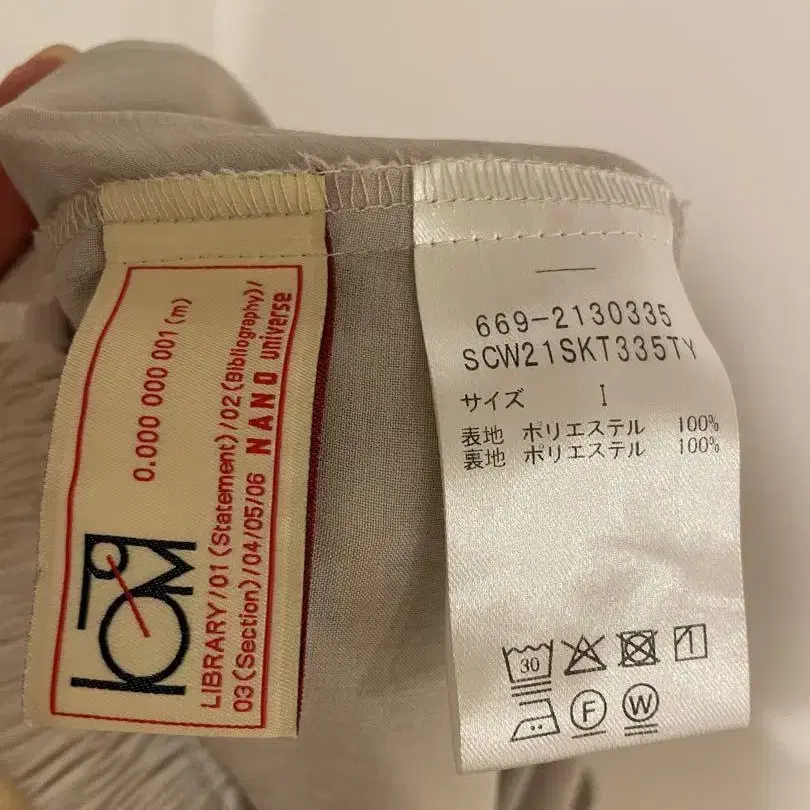 0.000 000 001 (m)
LIBRARY/01 (Statement)/02 (Bibliography)/
03 (Section)/04/05/06 NANO universe
669-2130335
SCW21SKT335TY
サイズ I
表地 ポリエステル 100%
裏地 ポリエステル 100%
30
F
W